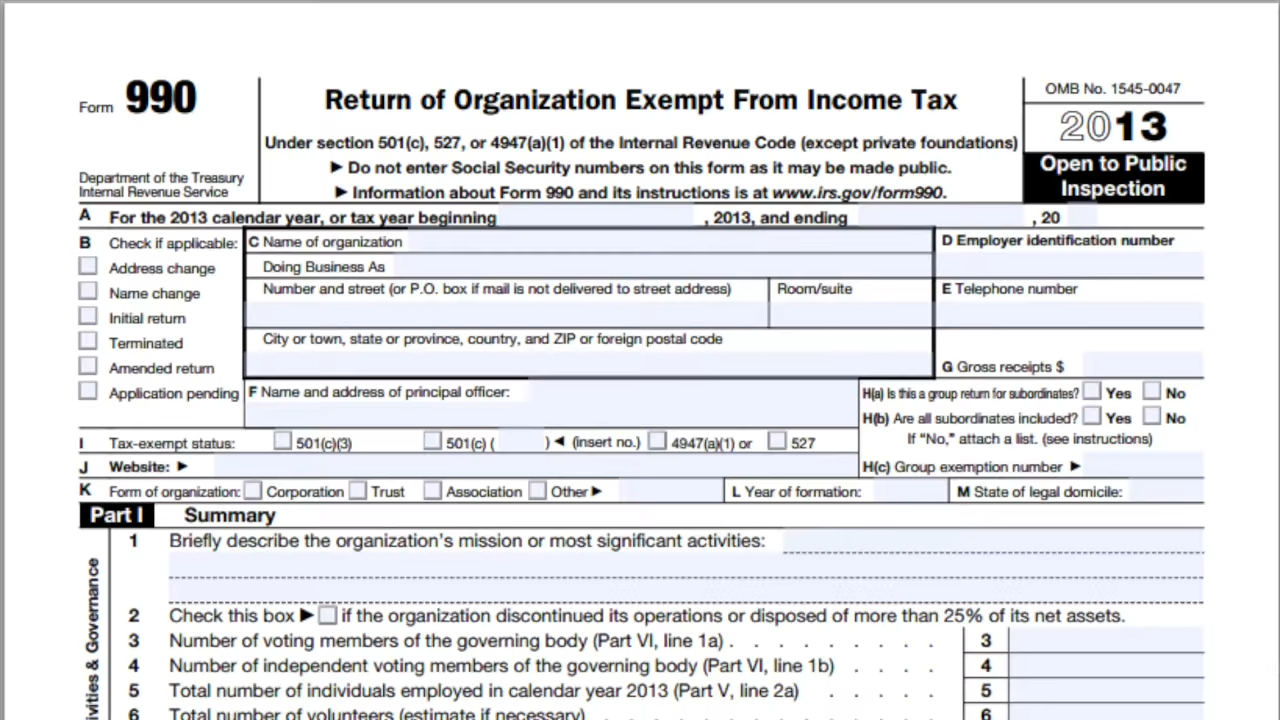 Form 990
Return of Organization Exempt From Income Tax
OMB No. 1545-0047
2013
Under section 501(c), 527, or 4947(a)(1) of the Internal Revenue Code (except private foundations)
► Do not enter Social Security numbers on this form as it may be made public.
► Information about Form 990 and its instructions is at www.irs.gov/form990.
Department of the Treasury
Internal Revenue Service
Open to Public
Inspection
A For the 2013 calendar year, or tax year beginning , 2013, and ending , 20
B Check if applicable:
Address change
Name change
Initial return
Terminated
Amended return
Application pending
C Name of organization
Doing Business As
Number and street (or P.O. box if mail is not delivered to street address)
Room/suite
City or town, state or province, country, and ZIP or foreign postal code
D Employer identification number
E Telephone number
G Gross receipts $
F Name and address of principal officer:
H(a) Is this a group return for subordinates? Yes No
H(b) Are all subordinates included? Yes No
If “No,” attach a list. (see instructions)
H(c) Group exemption number ►
I Tax-exempt status: 501(c)(3) 501(c) ( ) ◄ (insert no.) 4947(a)(1) or 527
J Website: ►
K Form of organization: Corporation Trust Association Other ►
L Year of formation:
M State of legal domicile:
Part I Summary
1 Briefly describe the organization’s mission or most significant activities:
2 Check this box ► if the organization discontinued its operations or disposed of more than 25% of its net assets.
3 Number of voting members of the governing body (Part VI, line 1a) . . . . . . . . . 3
4 Number of independent voting members of the governing body (Part VI, line 1b) . . . . 4
5 Total number of individuals employed in calendar year 2013 (Part V, line 2a) . . . . . 5
6 Total number of volunteers (estimate if necessary) . . . . . . . . . . . . . . 6
ivities & Governance